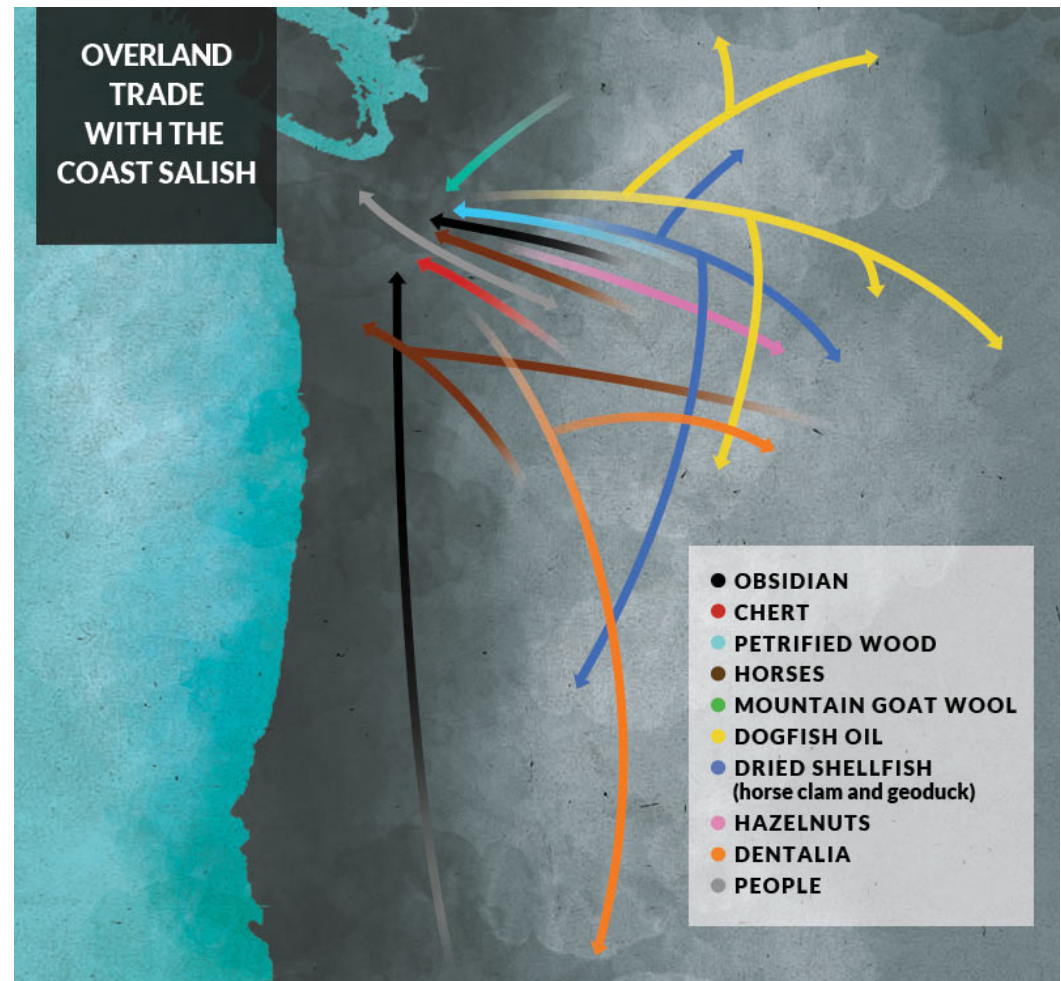 OVERLAND
TRADE
WITH THE
COAST SALISH
OBSIDIAN
CHERT
PETRIFIED WOOD
HORSES
MOUNTAIN GOAT WOOL
DOGFISH OIL
DRIED SHELLFISH
(horse clam and geoduck)
HAZELNUTS
DENTALIA
PEOPLE